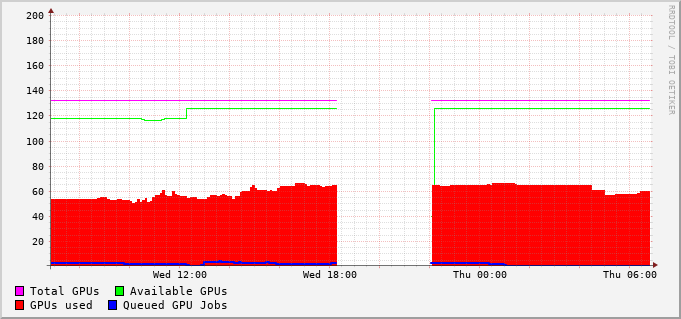 RRDTOOL / TOBI OETIKER
200
180
160
140
120
100
80
60
40
20
Wed 12:00 Wed 18:00 Thu 00:00 Thu 06:00
Total GPUs Available GPUs
GPUs used Queued GPU Jobs